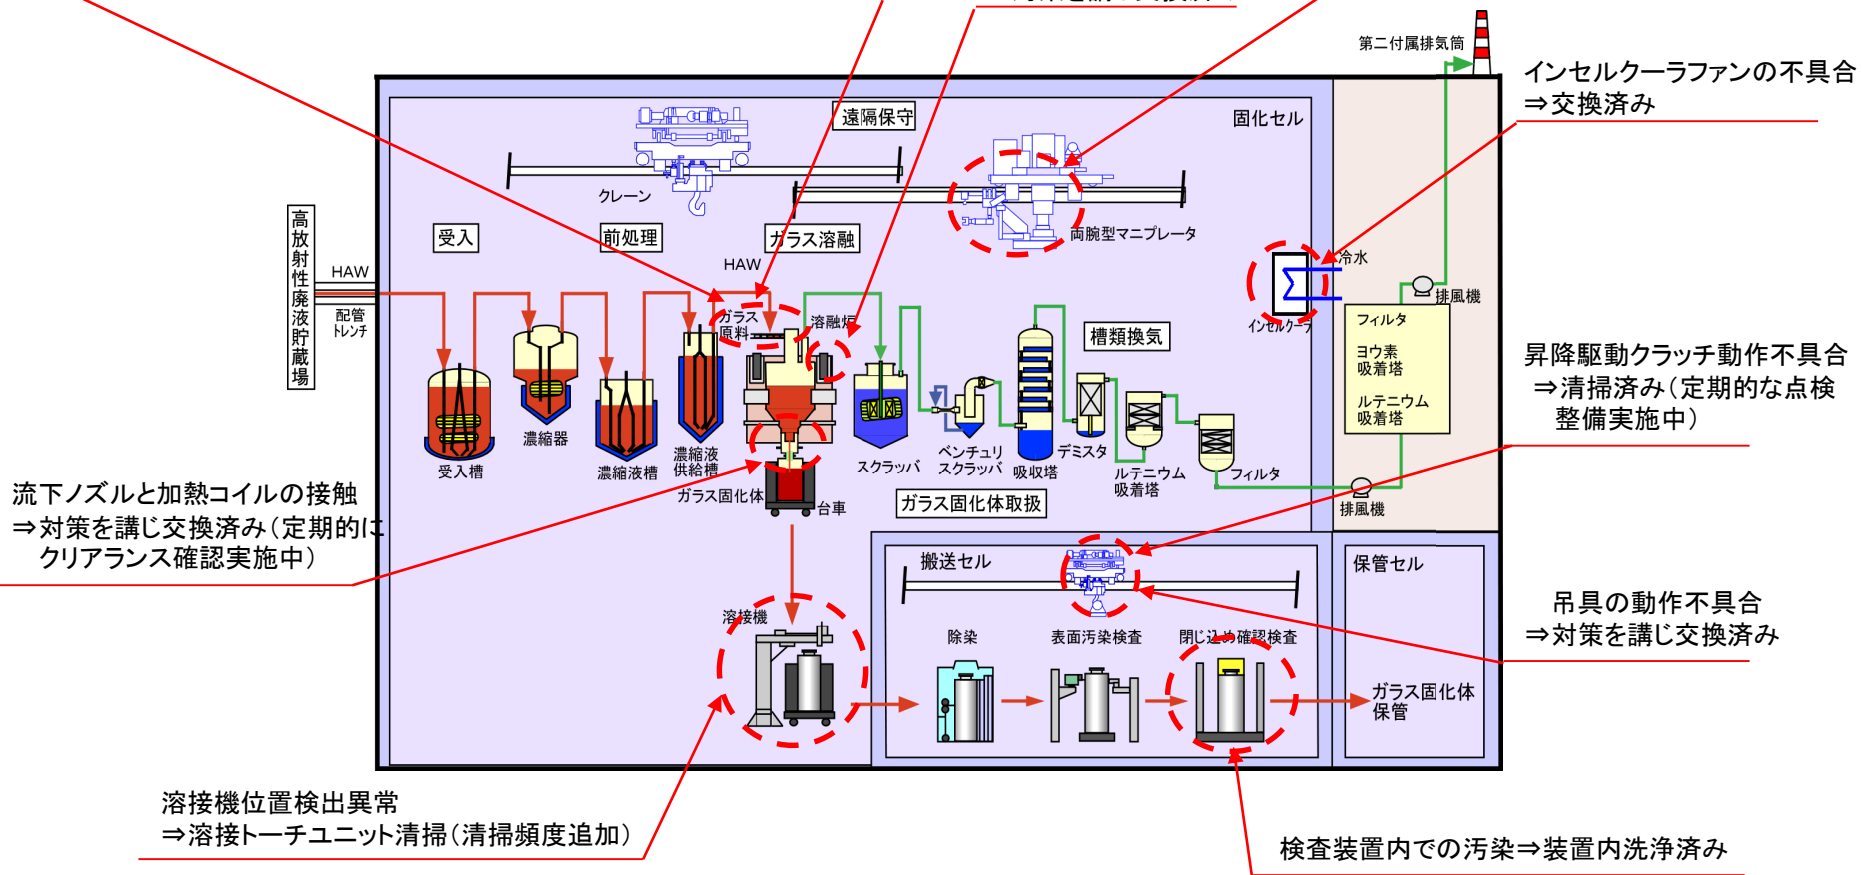 第二付属排気筒
インセルクーラファンの不具合
⇒交換済み
遠隔保守
固化セル
クレーン
両腕型マニプレータ
高放射性廃液貯蔵場
HAW
配管
トレンチ
受入
前処理
ガラス溶融
HAW
ガラス
原料
溶融炉
冷水
インセルクーラ
排風機
フィルタ
ヨウ素
吸着塔
ルテニウム
吸着塔
槽類換気
昇降駆動クラッチ動作不具合
⇒清掃済み(定期的な点検
整備実施中)
受入槽
濃縮器
濃縮液槽
濃縮液
供給槽
ガラス固化体
台車
スクラッバ
ベンチュリ
スクラッバ
吸収塔
デミスタ
ルテニウム
吸着塔
フィルタ
排風機
ガラス固化体取扱
流下ノズルと加熱コイルの接触
⇒対策を講じ交換済み(定期的に
クリアランス確認実施中)
搬送セル
保管セル
吊具の動作不具合
⇒対策を講じ交換済み
溶接機
除染
表面汚染検査
閉じ込め確認検査
ガラス固化体
保管
溶接機位置検出異常
⇒溶接トーチユニット清掃(清掃頻度追加)
検査装置内での汚染⇒装置内洗浄済み